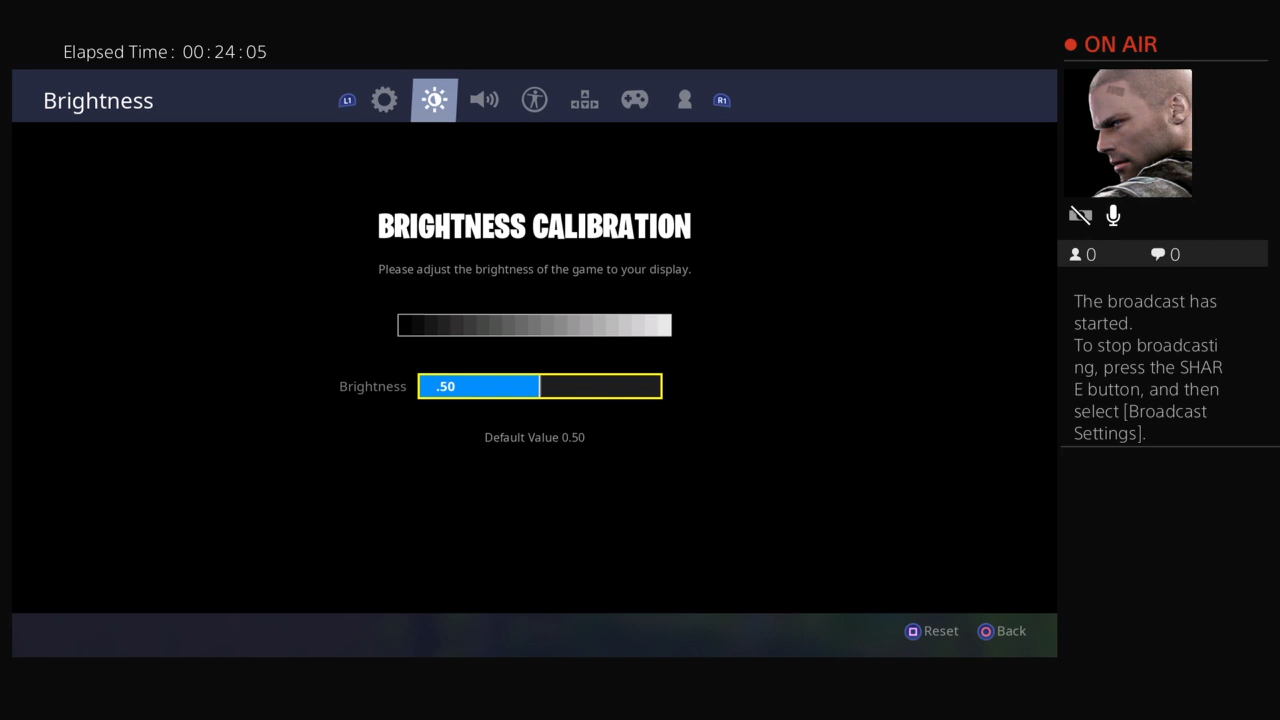 Elapsed Time: 00:24:05
ON AIR
Brightness
L1
R1
BRIGHTNESS CALIBRATION
Please adjust the brightness of the game to your display.
Brightness
.50
Default Value 0.50
Reset
Back
0
0
The broadcast has
started.
To stop broadcasti
ng, press the SHAR
E button, and then
select [Broadcast
Settings].